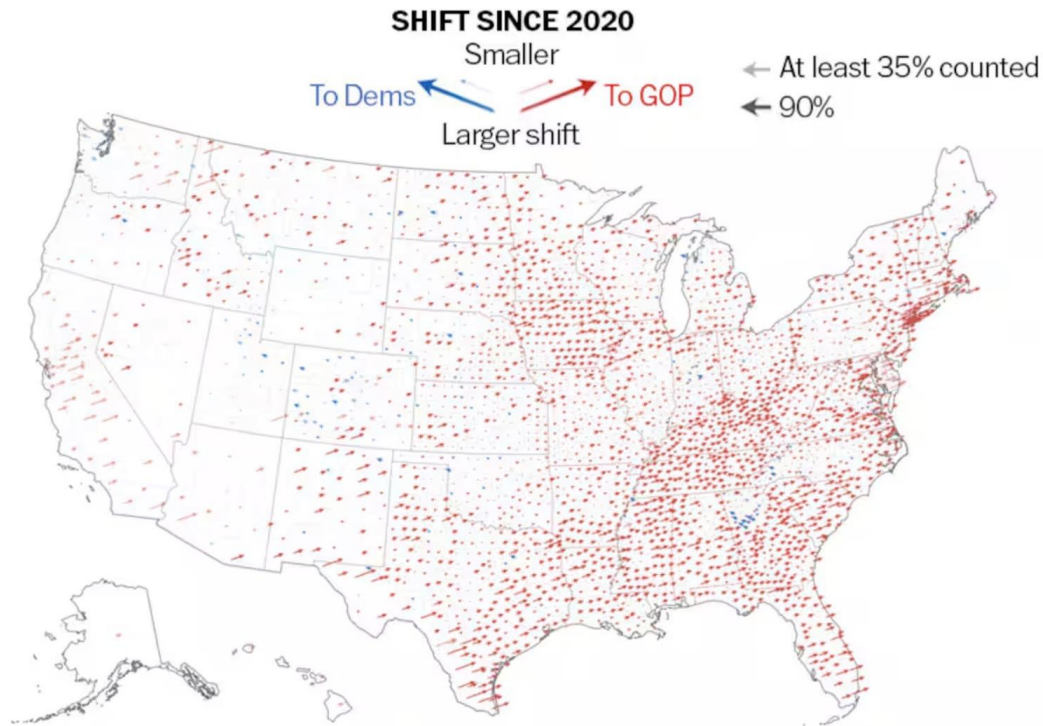 SHIFT SINCE 2020
Smaller
To Dems
To GOP
Larger shift
At least 35% counted
90%